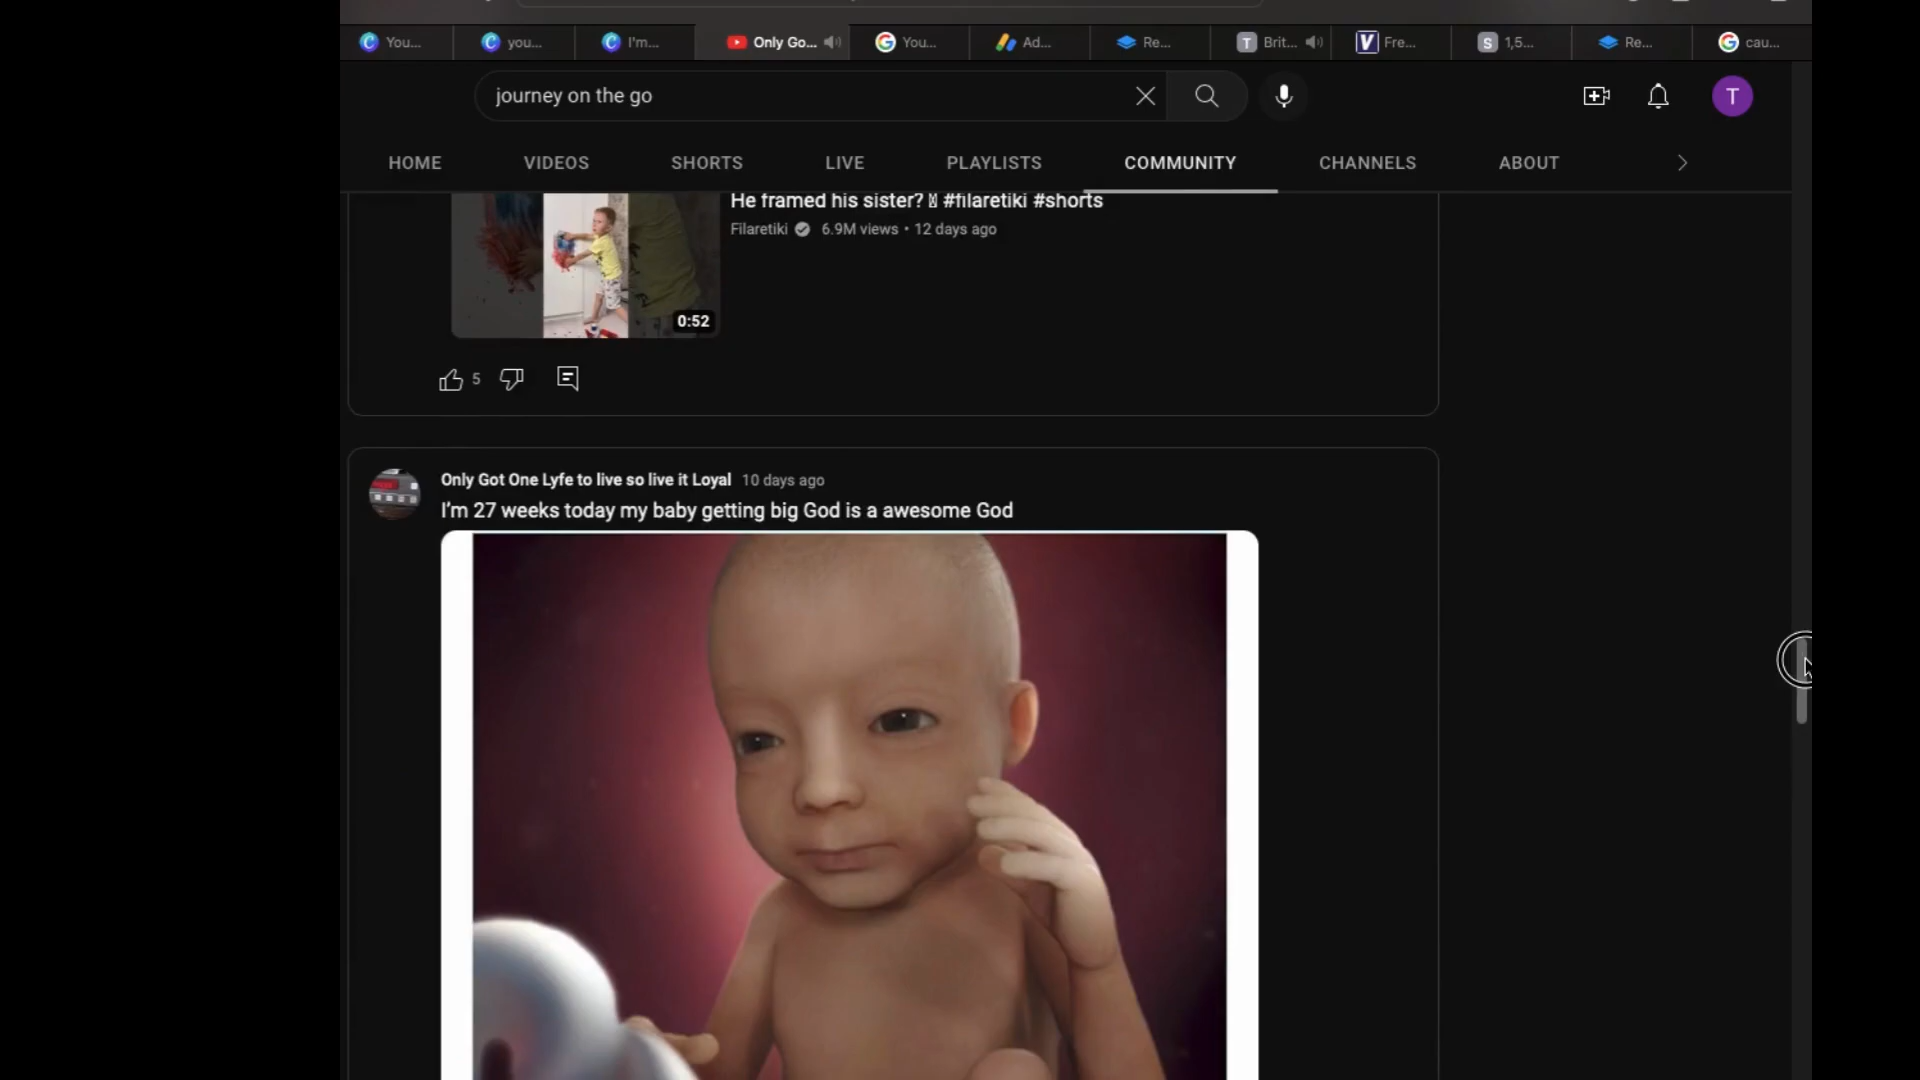 You...
you...
I'm...
Only Go...
You...
Ad...
Re...
T
Brit...
V
Fre...
S
1,5...
Re...
cau...
journey on the go
T
HOME
VIDEOS
SHORTS
LIVE
PLAYLISTS
COMMUNITY
CHANNELS
ABOUT
He framed his sister? #filaretiki #shorts
Filaretiki 6.9M views • 12 days ago
0:52
5
Only Got One Lyfe to live so live it Loyal 10 days ago
I'm 27 weeks today my baby getting big God is a awesome God